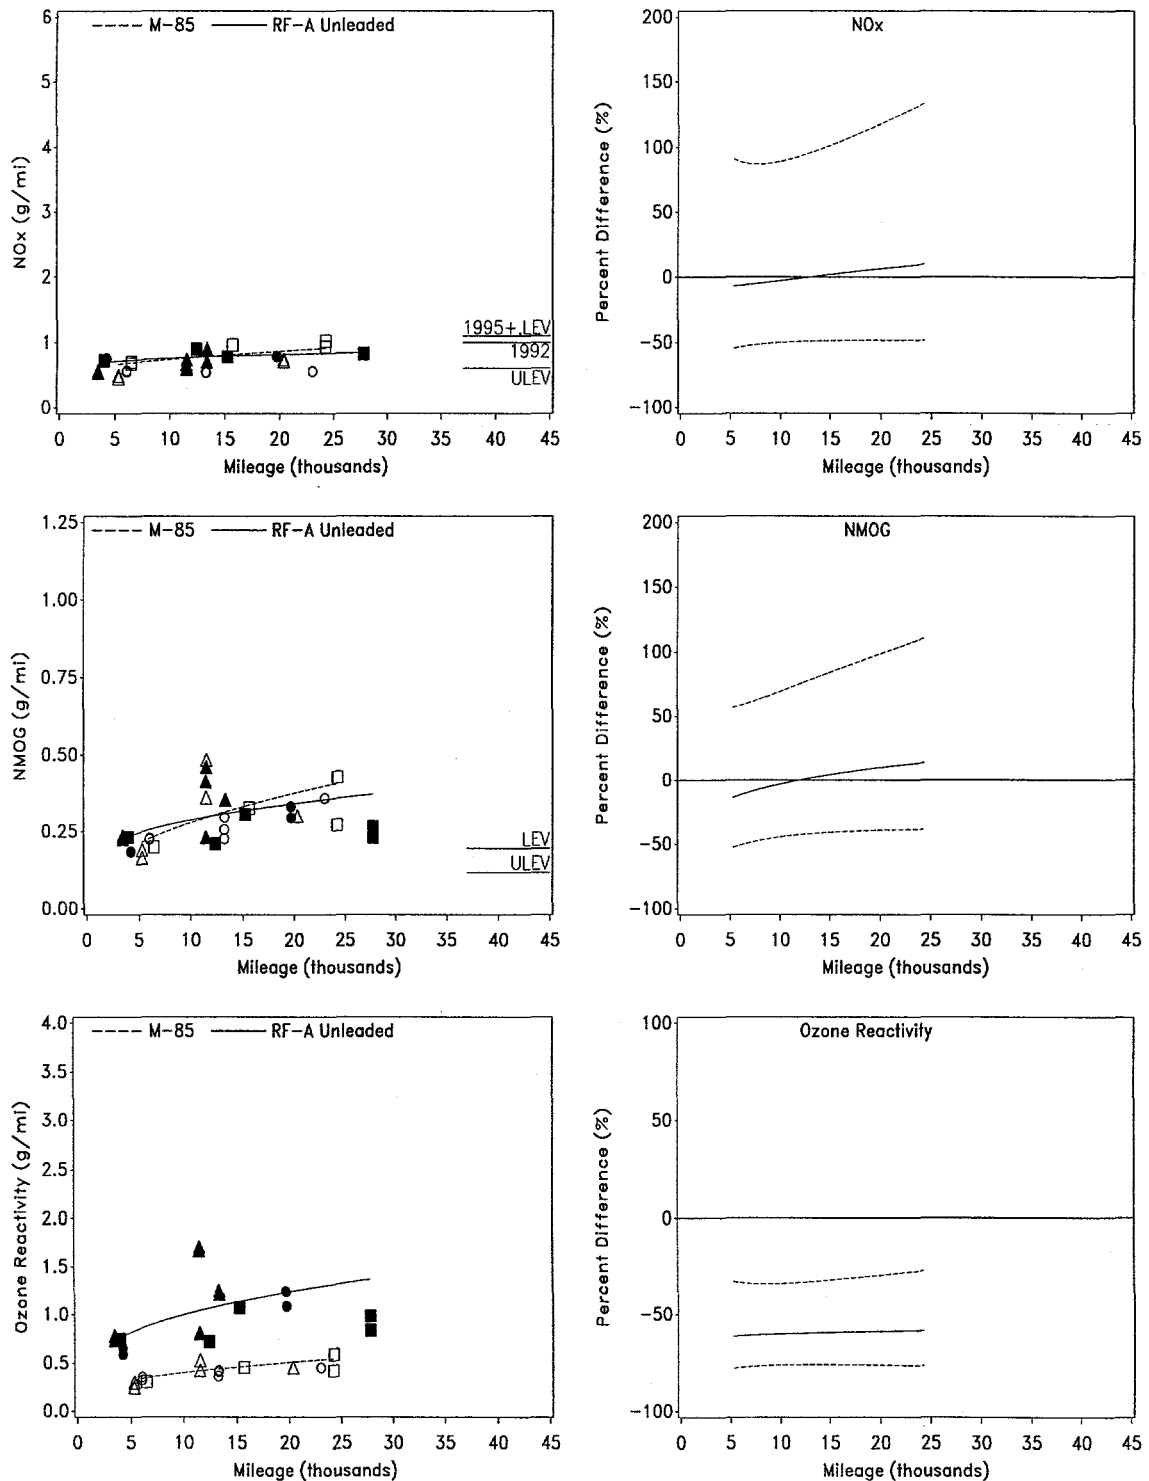 M-85 RF-A Unleaded
NOx (g/mi)
6
5
4
3
2
1
0
1995+,LEV
1992
ULEV
0 5 10 15 20 25 30 35 40 45
Mileage (thousands)
NOx
Percent Difference (%)
200
150
100
50
0
-50
-100
0 5 10 15 20 25 30 35 40 45
Mileage (thousands)
M-85 RF-A Unleaded
NMOG (g/mi)
1.25
1.00
0.75
0.50
0.25
0.00
LEV
ULEV
0 5 10 15 20 25 30 35 40 45
Mileage (thousands)
NMOG
Percent Difference (%)
200
150
100
50
0
-50
-100
0 5 10 15 20 25 30 35 40 45
Mileage (thousands)
M-85 RF-A Unleaded
Ozone Reactivity (g/mi)
4.0
3.5
3.0
2.5
2.0
1.5
1.0
0.5
0.0
0 5 10 15 20 25 30 35 40 45
Mileage (thousands)
Ozone Reactivity
Percent Difference (%)
100
50
0
-50
-100
0 5 10 15 20 25 30 35 40 45
Mileage (thousands)